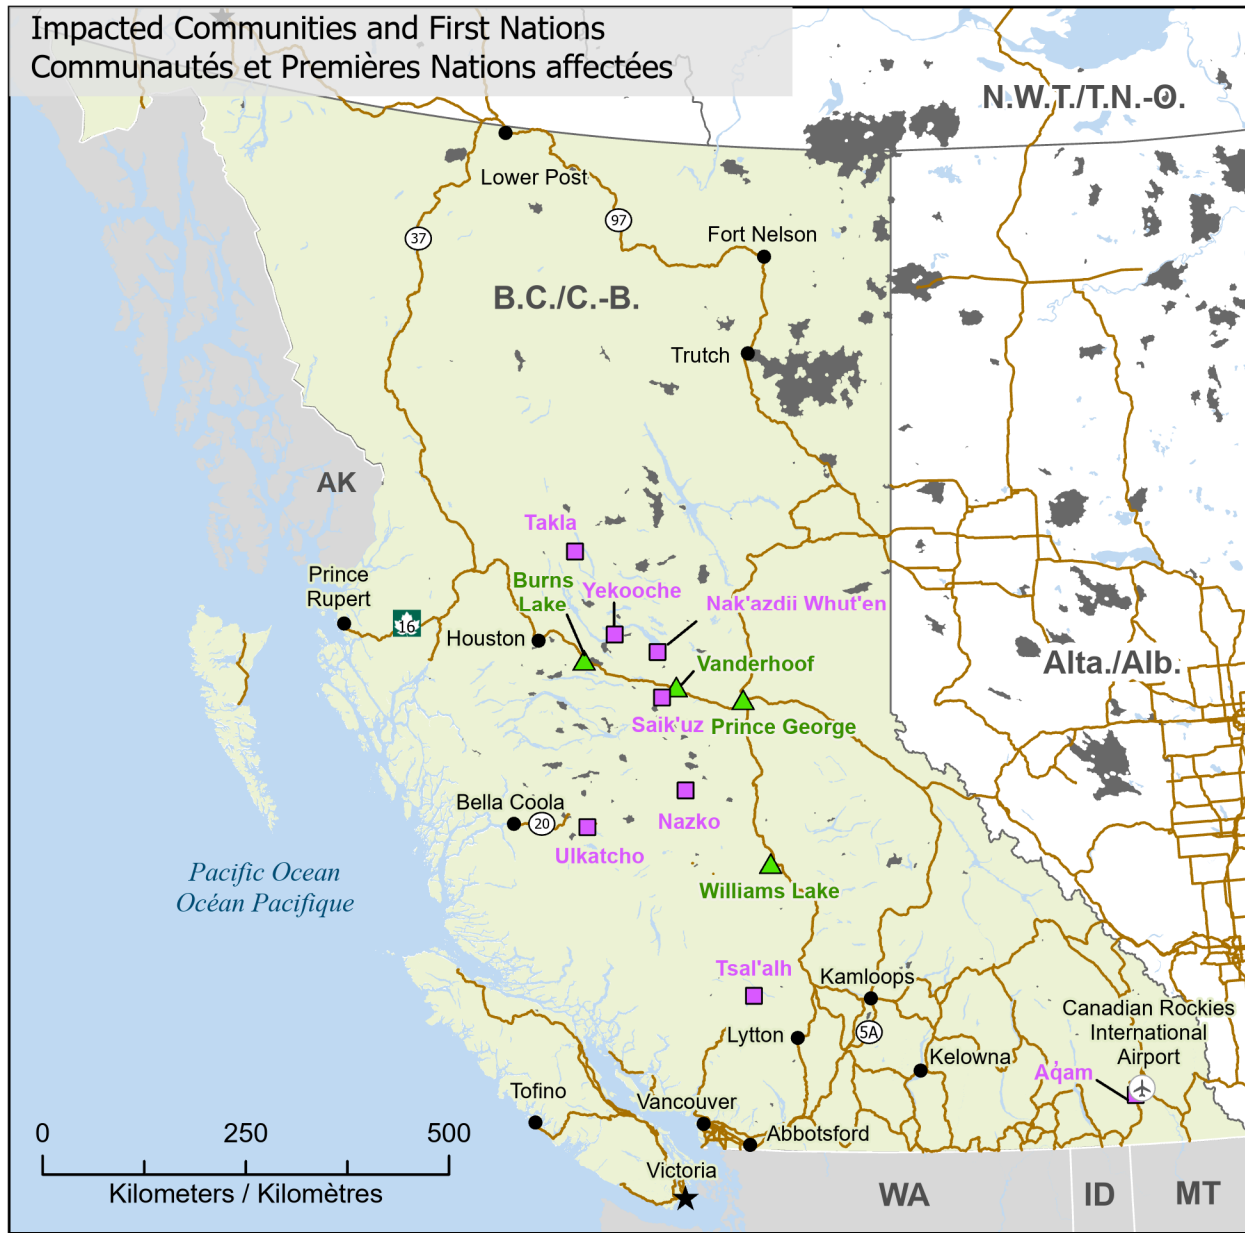 Impacted Communities and First Nations
Communautés et Premières Nations affectées
N.W.T./T.N.-O.
Lower Post
97
37
Fort Nelson
B.C./C.-B.
Trutch
AK
Takla
Prince
Rupert
Burns
Lake
Yekooche
Nak'azdii Whut'en
16
Houston
Vanderhoof
Alta./Alb.
Saik'uz
Prince George
Bella Coola
20
Nazko
Ulkatcho
Pacific Ocean
Océan Pacifique
Williams Lake
Tsal'alh
Kamloops
Canadian Rockies
International
Airport
Lytton
5A
Kelowna
Aq̓am
Tofino
Vancouver
Abbotsford
0 250 500
Kilometers / Kilomètres
Victoria
WA
ID
MT